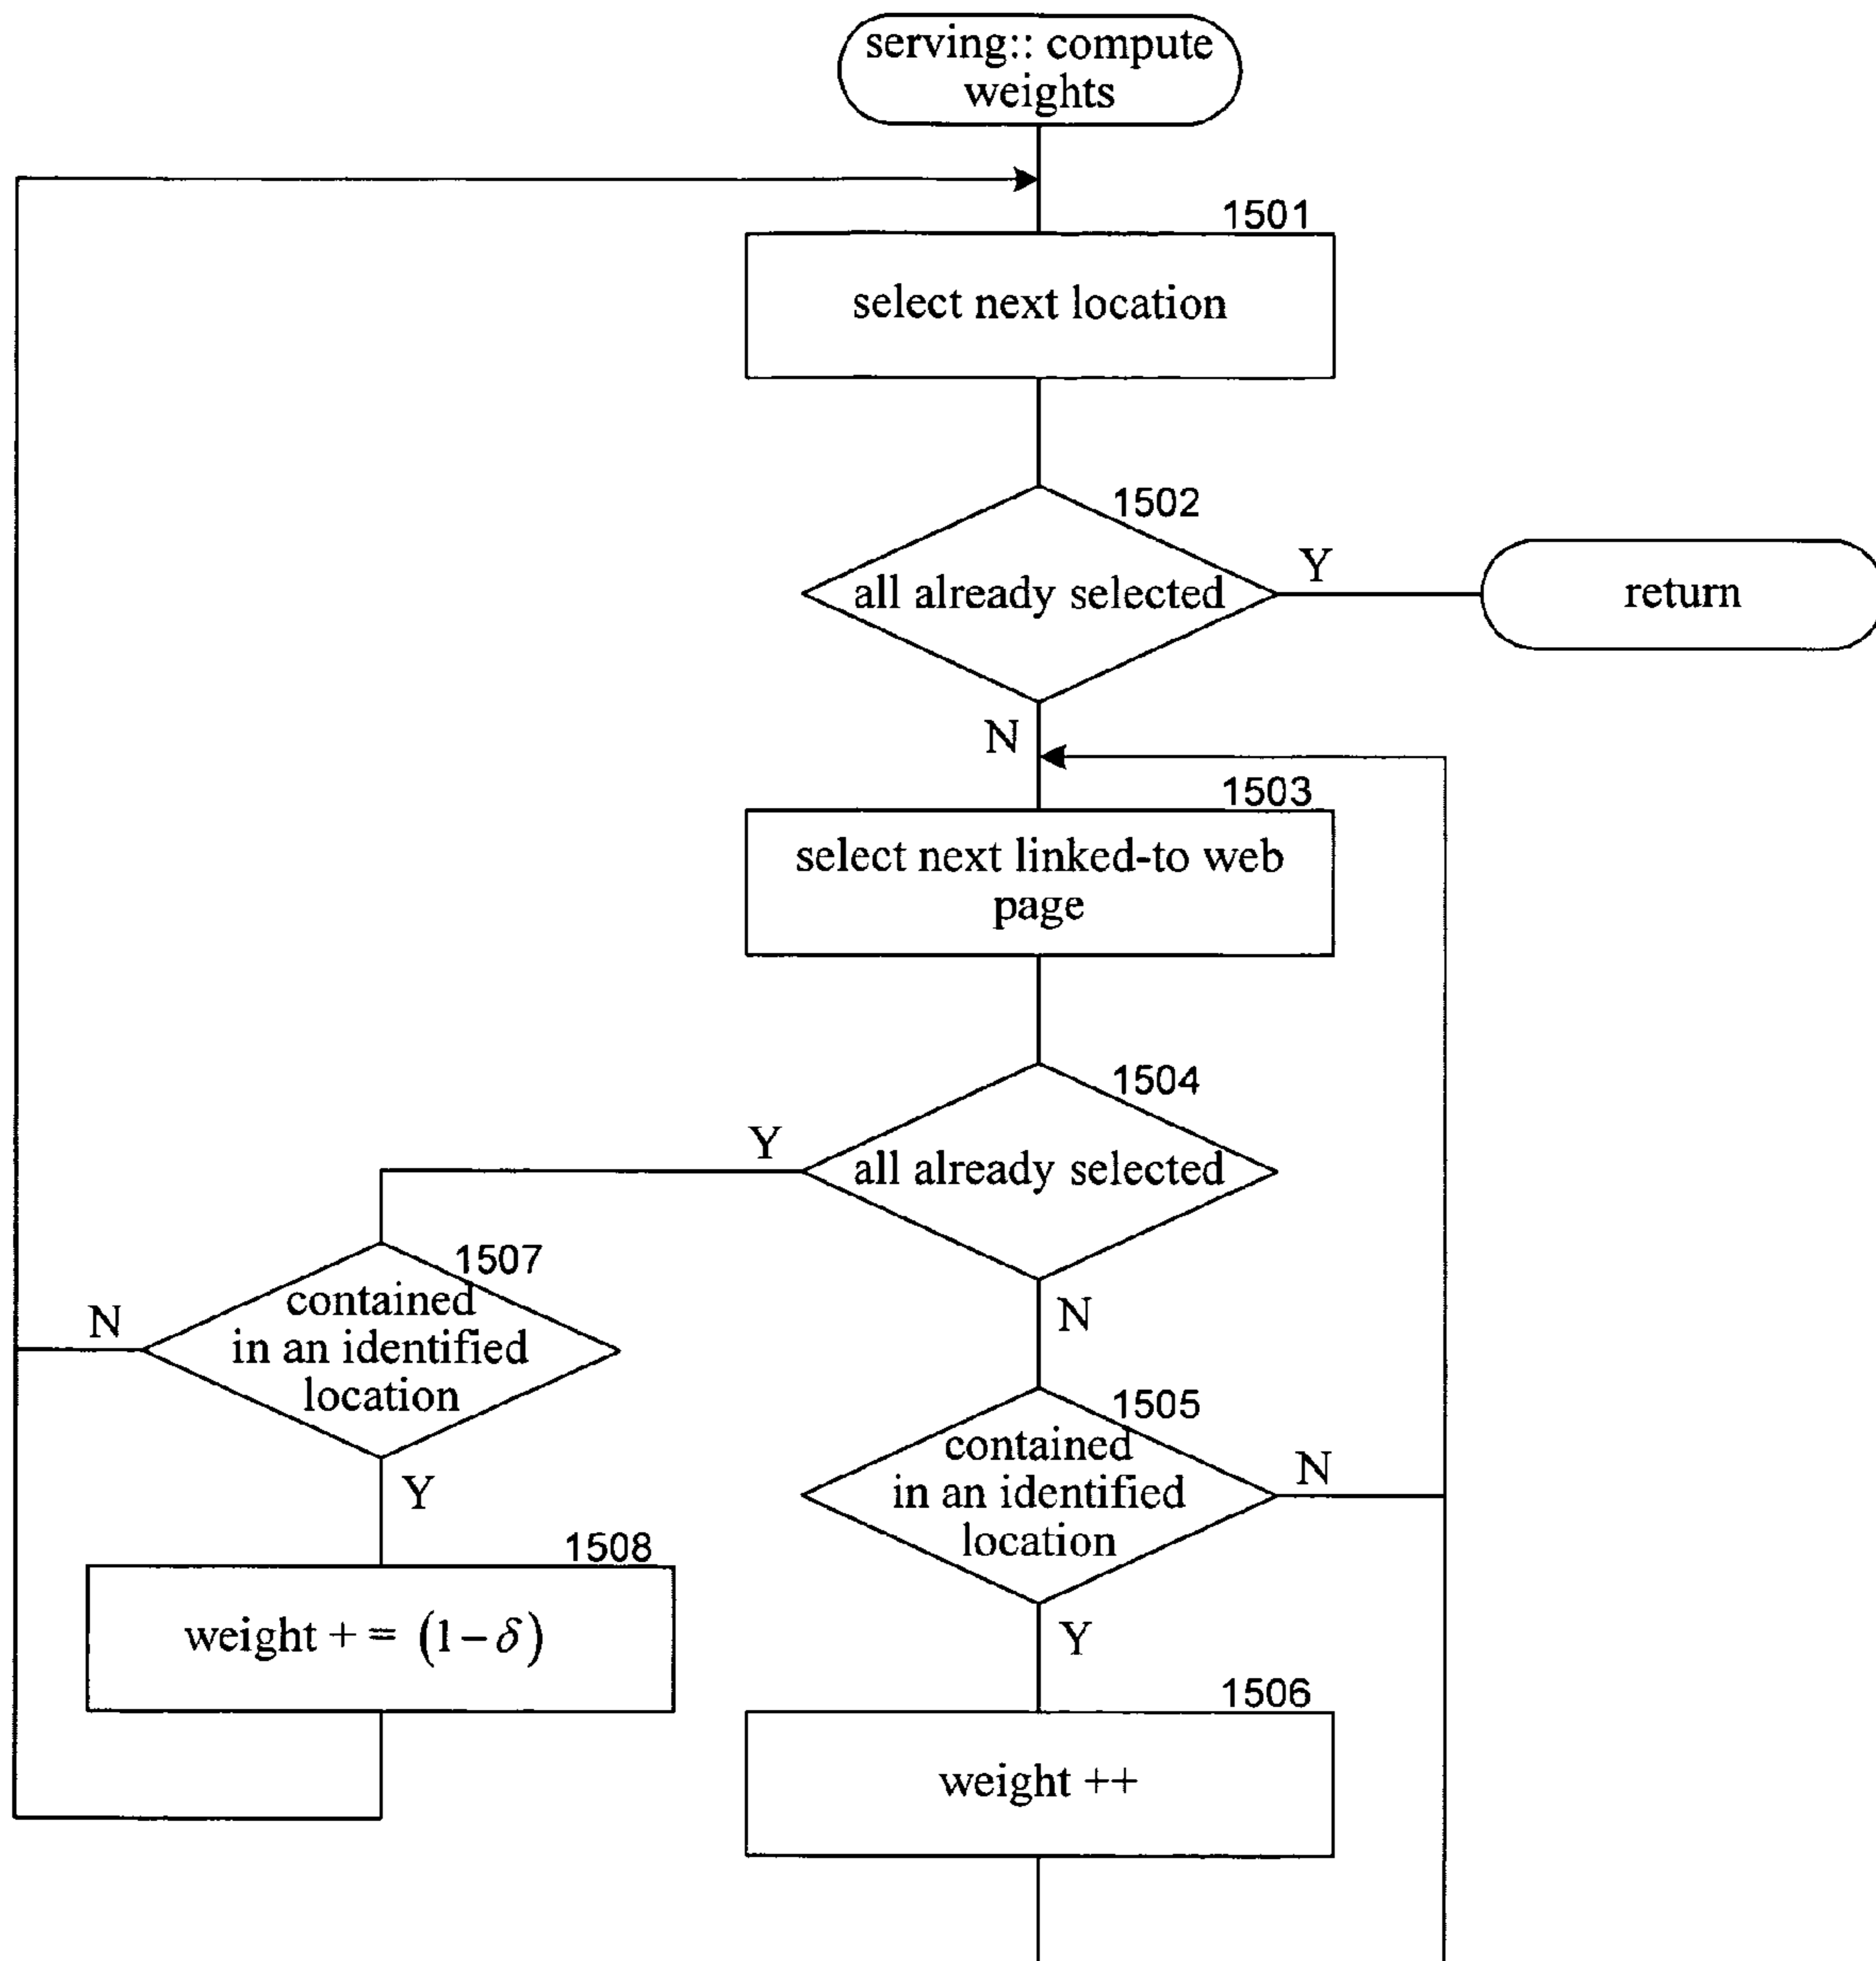 serving:: compute
weights
1501
select next location
1502
all already selected
Y
return
N
1503
select next linked-to web
page
1504
all already selected
Y
N
1507
contained
in an identified
location
N
Y
1505
contained
in an identified
location
N
Y
1508
weight + = (1−δ)
1506
weight ++